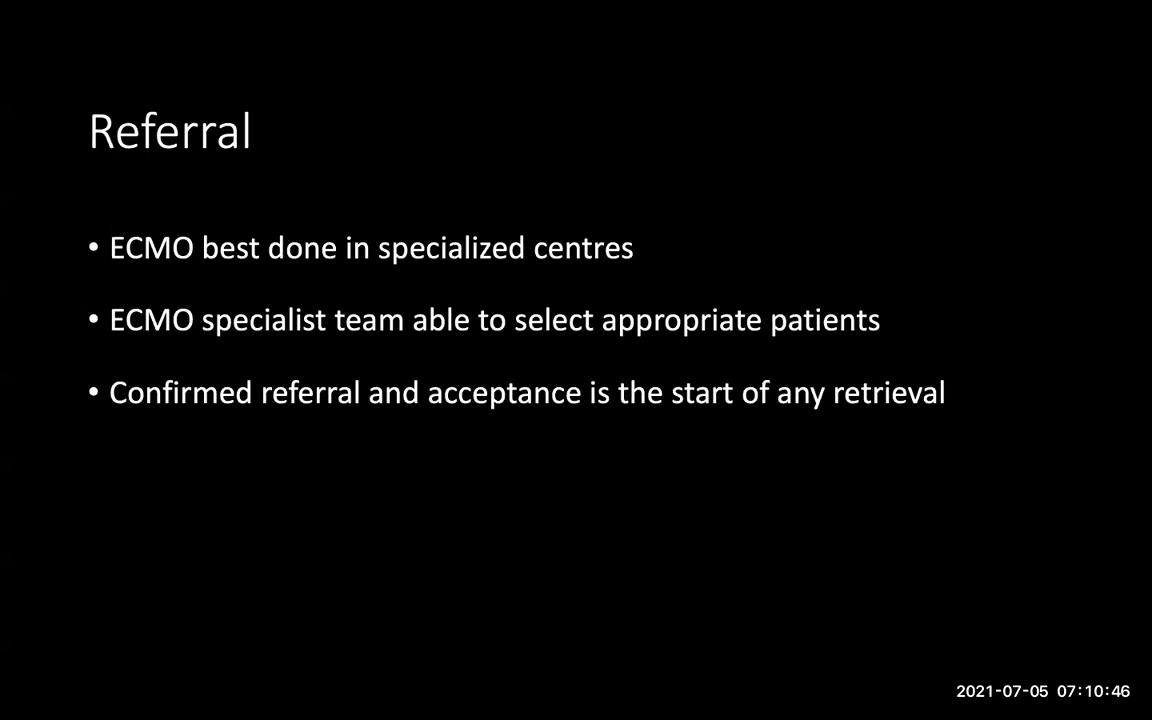 Referral
• ECMO best done in specialized centres
• ECMO specialist team able to select appropriate patients
• Confirmed referral and acceptance is the start of any retrieval
2021-07-05 07:10:46